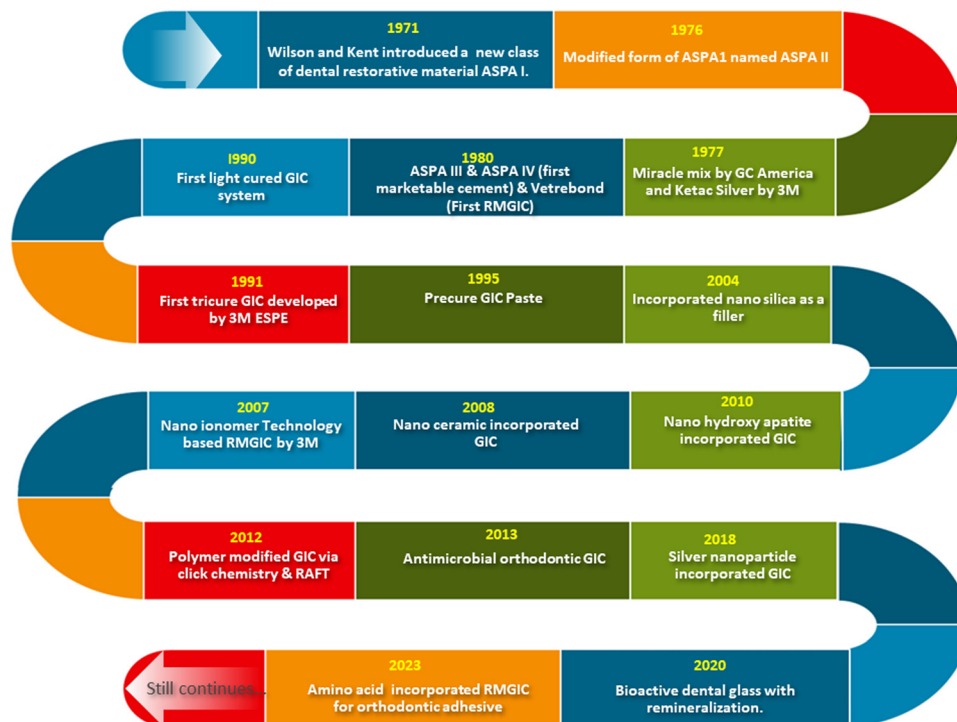 1971
Wilson and Kent introduced a new class
of dental restorative material ASPA I.
1976
Modified form of ASPA1 named ASPA II
1977
Miracle mix by GC America
and Ketac Silver by 3M
1980
ASPA III & ASPA IV (first
marketable cement) & Vetrebond
(First RMGIC)
I990
First light cured GIC
system
1991
First tricure GIC developed
by 3M ESPE
1995
Precure GIC Paste
2004
Incorporated nano silica as a
filler
2010
Nano hydroxy apatite
incorporated GIC
2008
Nano ceramic incorporated
GIC
2007
Nano ionomer Technology
based RMGIC by 3M
2012
Polymer modified GIC via
click chemistry & RAFT
2013
Antimicrobial orthodontic GIC
2018
Silver nanopartide
incorporated GIC
2020
Bioactive dental glass with
remineralization.
2023
Amino acid incorporated RMGIC
for orthodontic adhesive
Still continues...